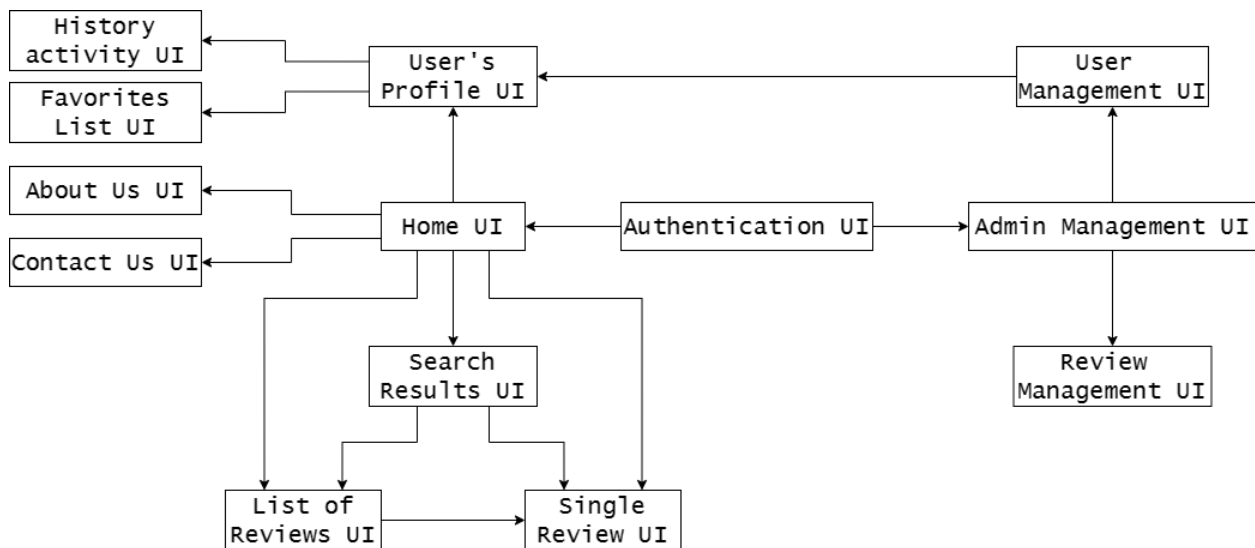 History
activity UI
User's
Profile UI
User
Management UI
Favorites
List UI
About Us UI
Home UI
Authentication UI
Admin Management UI
Contact Us UI
Search
Results UI
Review
Management UI
List of
Reviews UI
Single
Review UI